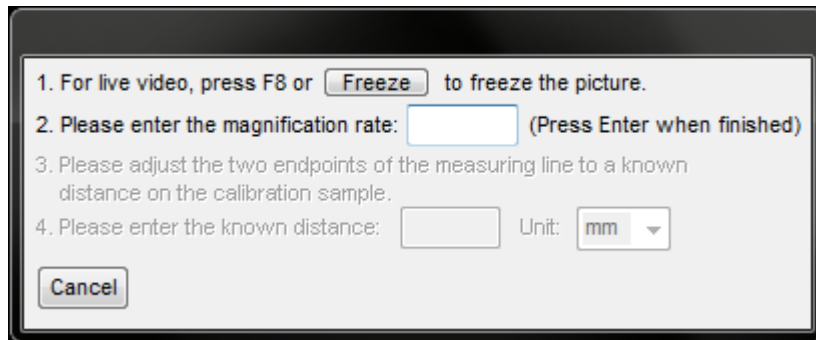 1. For live video, press F8 or Freeze to freeze the picture.
2. Please enter the magnification rate: (Press Enter when finished)
3. Please adjust the two endpoints of the measuring line to a known
distance on the calibration sample.
4. Please enter the known distance: Unit: mm
Cancel